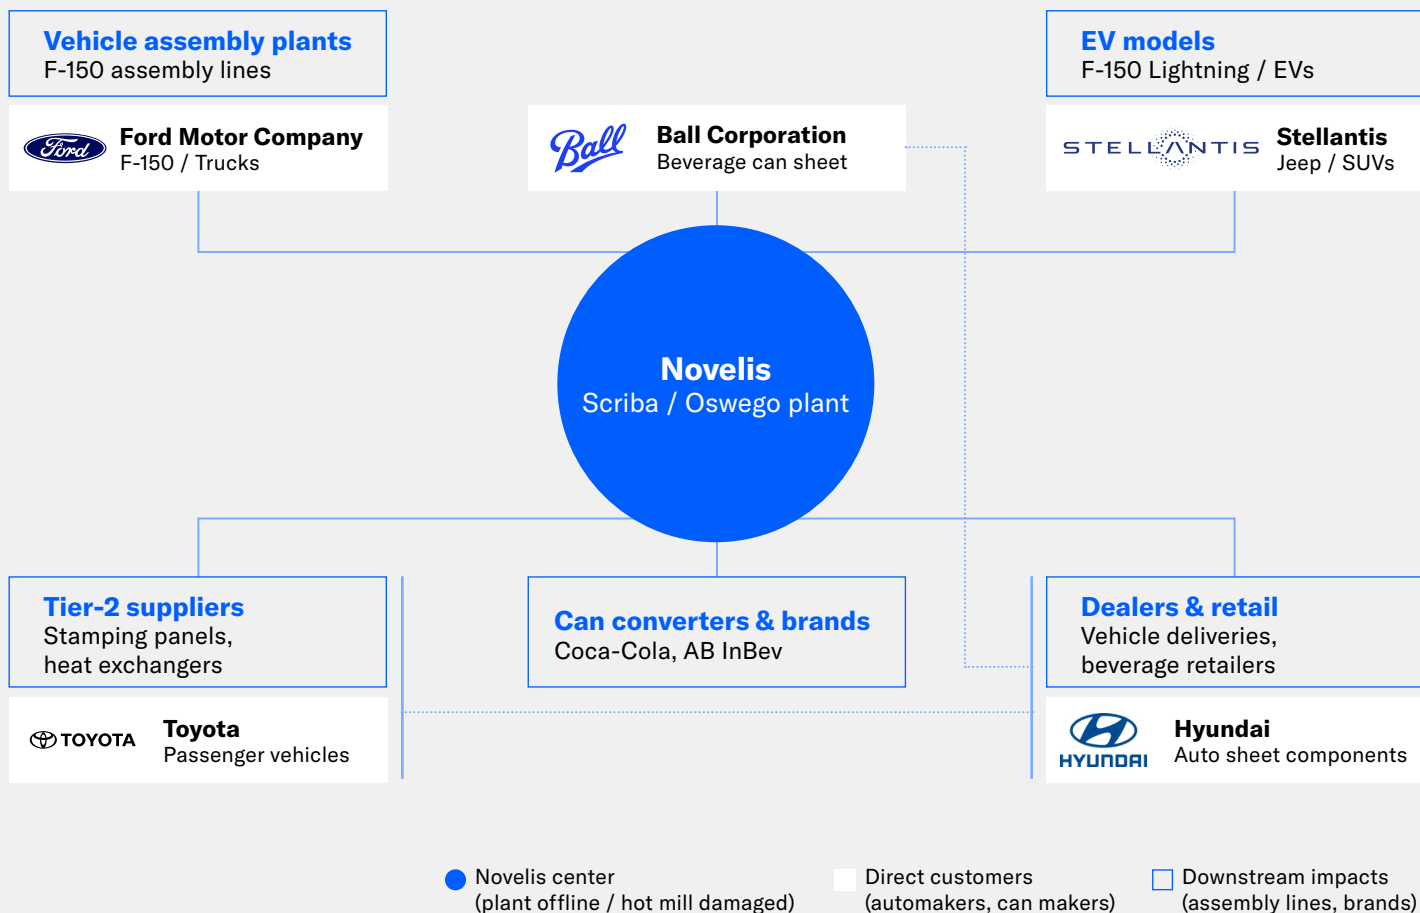 Vehicle assembly plants
F-150 assembly lines
EV models
F-150 Lightning / EVs
Ford
Ford Motor Company
F-150 / Trucks
Ball
Ball Corporation
Beverage can sheet
STELLANTIS
Stellantis
Jeep / SUVs
Novelis
Scriba / Oswego plant
Tier-2 suppliers
Stamping panels,
heat exchangers
Can converters & brands
Coca-Cola, AB InBev
Dealers & retail
Vehicle deliveries,
beverage retailers
TOYOTA
Toyota
Passenger vehicles
HYUNDAI
Hyundai
Auto sheet components
Novelis center
(plant offline / hot mill damaged)
Direct customers
(automakers, can makers)
Downstream impacts
(assembly lines, brands)